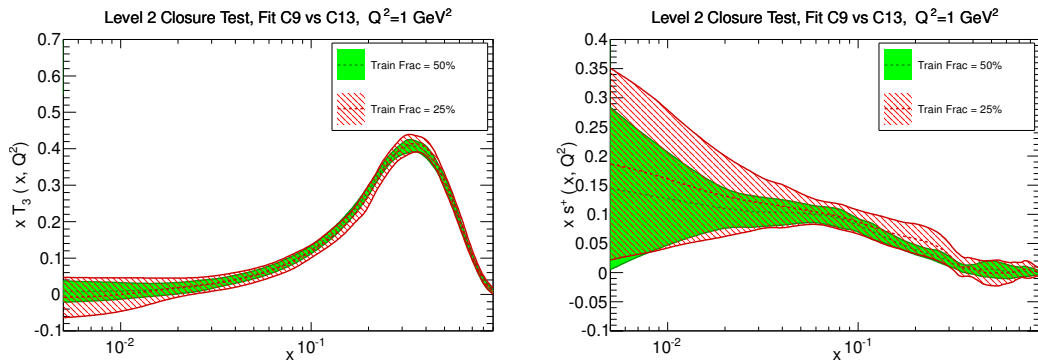 Level 2 Closure Test, Fit C9 vs C13, Q²=1 GeV²
x T₃ ( x, Q²)
0.7
0.6
0.5
0.4
0.3
0.2
0.1
0
-0.1
Train Frac = 50%
Train Frac = 25%
10⁻²
10⁻¹
x
Level 2 Closure Test, Fit C9 vs C13, Q²=1 GeV²
x s⁺ ( x, Q²)
0.4
0.35
0.3
0.25
0.2
0.15
0.1
0.05
0
-0.05
-0.1
Train Frac = 50%
Train Frac = 25%
10⁻²
10⁻¹
x